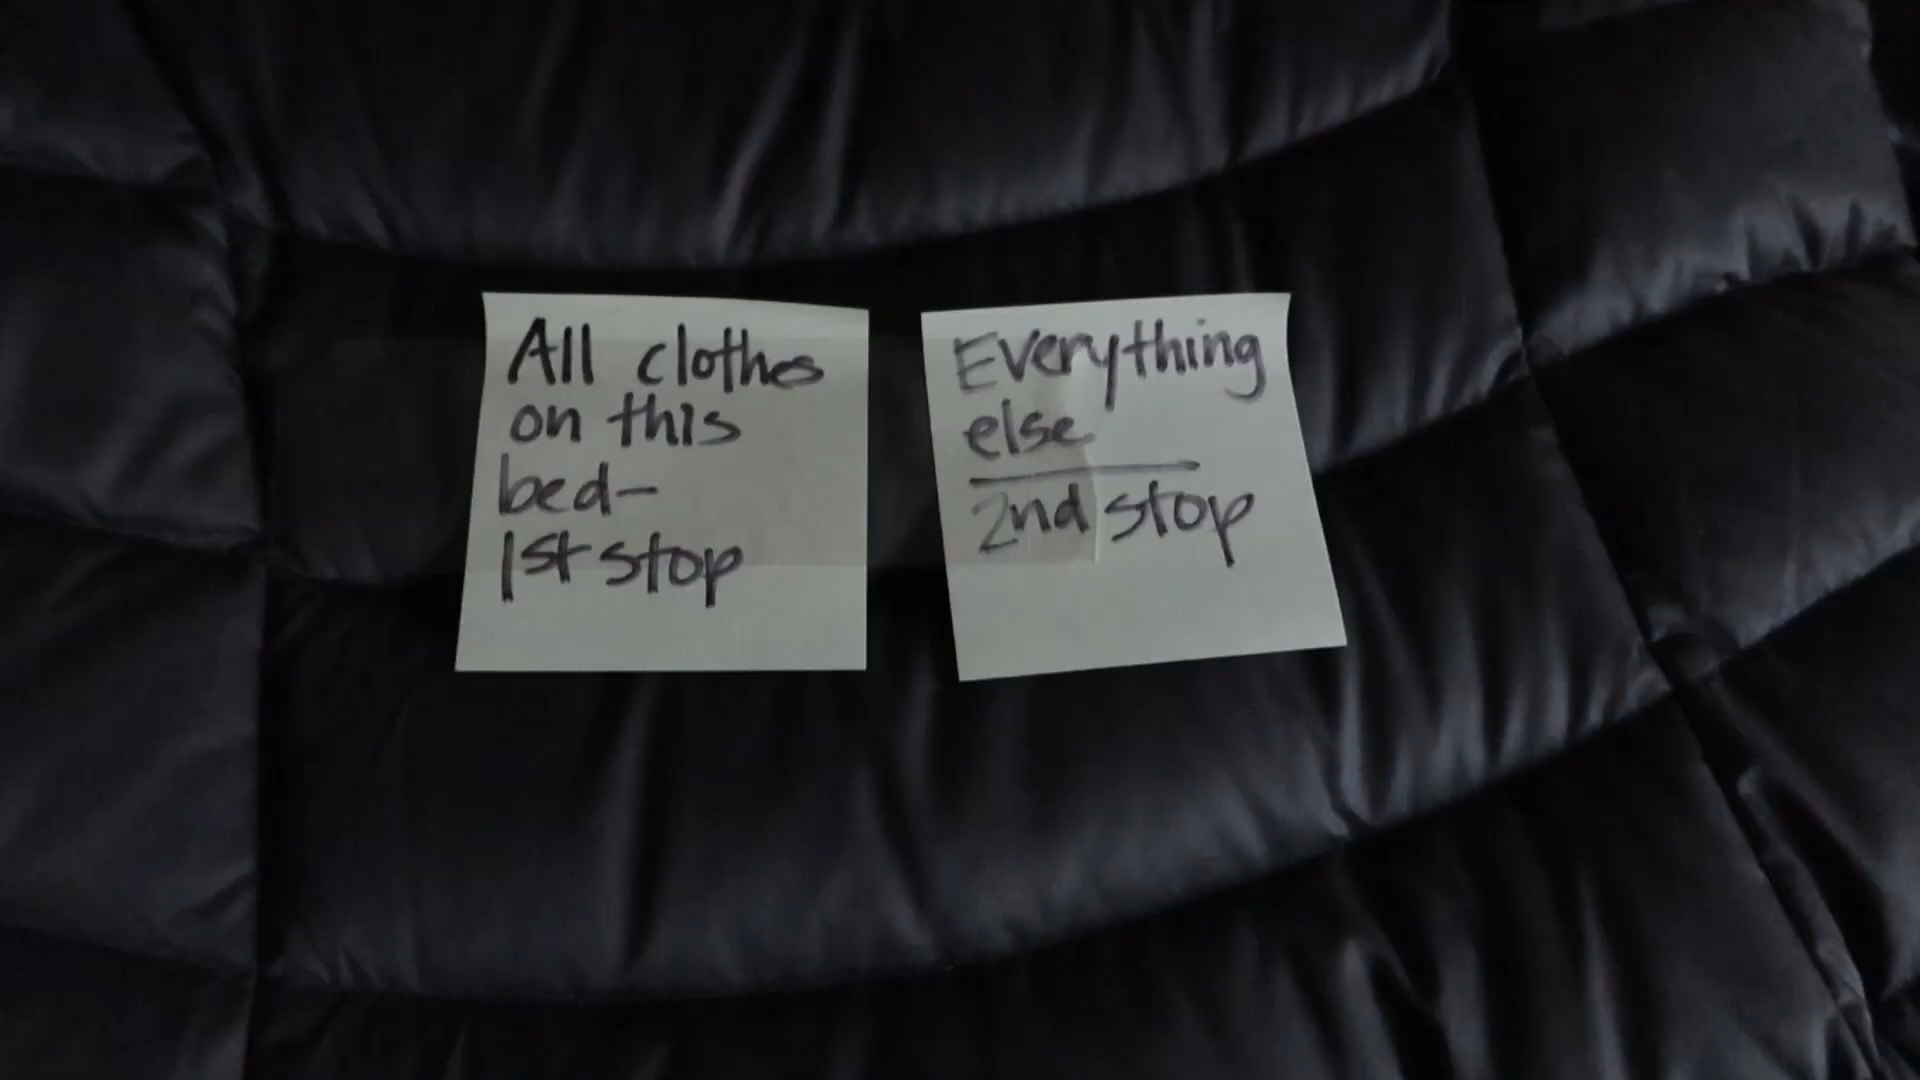 All clothes
on this
bed-
1st stop
Everything
else
2nd stop